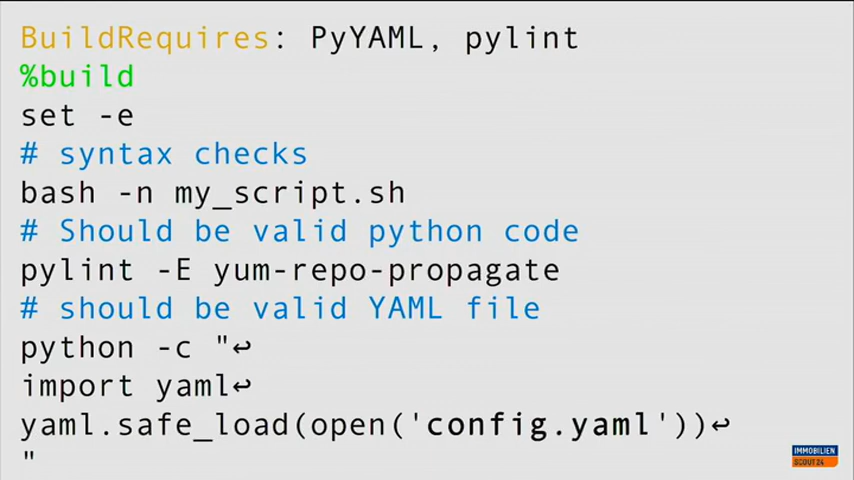 BuildRequires: PyYAML, pylint
%build
set -e
# syntax checks
bash -n my_script.sh
# Should be valid python code
pylint -E yum-repo-propagate
# should be valid YAML file
python -c "↩
import yaml↩
yaml.safe_load(open('config.yaml'))↩
"
IMMOBILIEN
SCOUT24